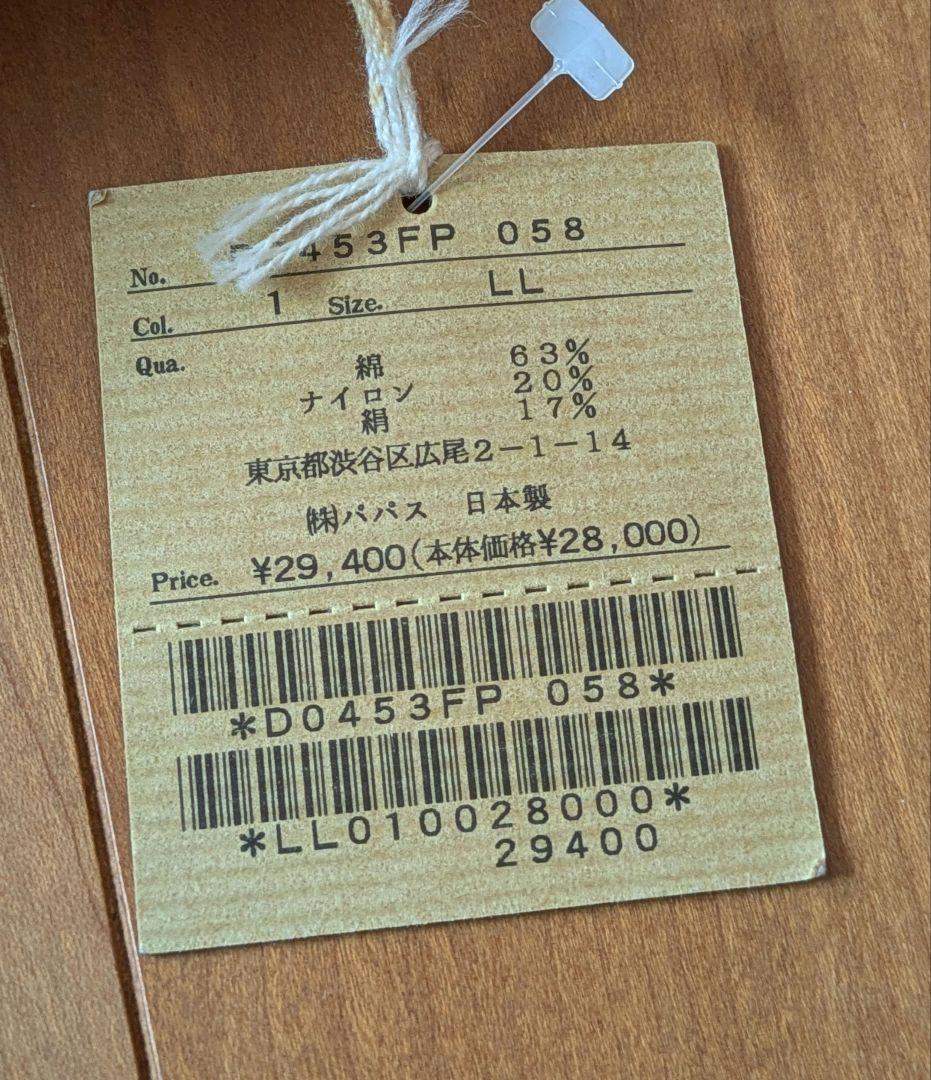 No. D0453FP 058
Col. 1 Size. LL
Qua. 綿 63%
ナイロン 20%
絹 17%
東京都渋谷区広尾2-1-14
㈱パパス 日本製
Price. ¥29,400(本体価格¥28,000)
*D0453FP 058*
*LL010028000*
29400